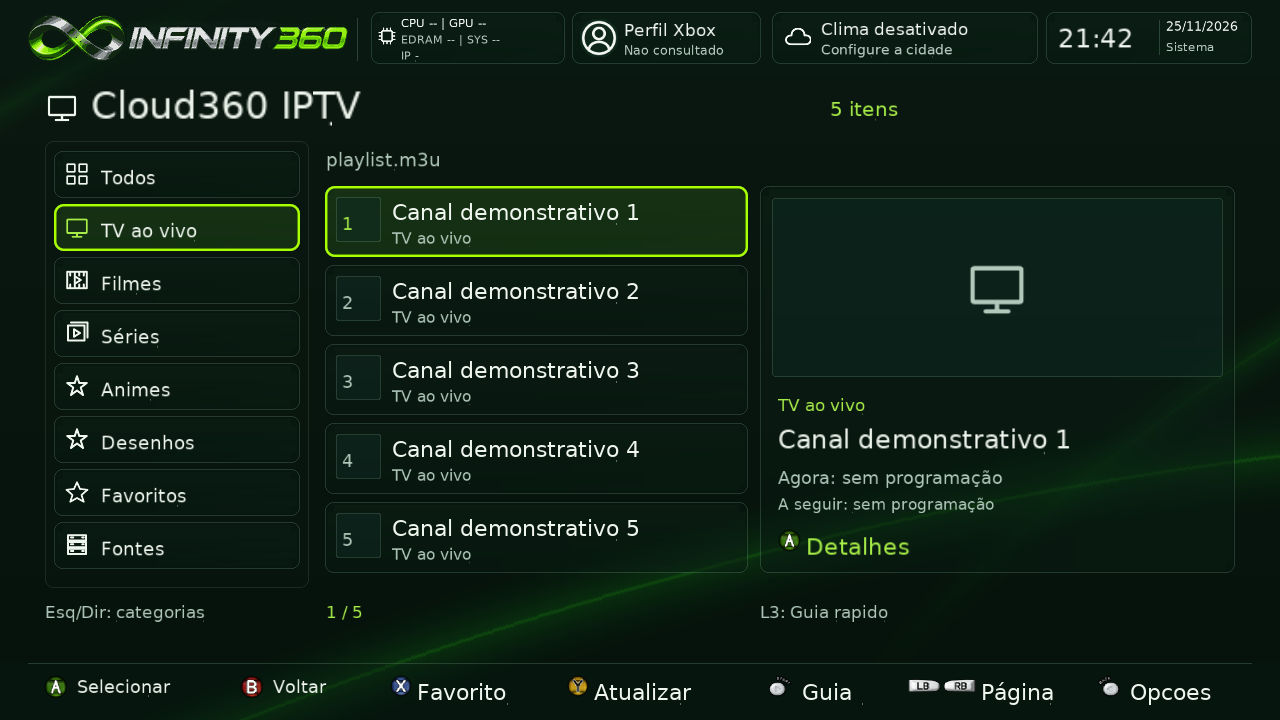 INFINITY 360
CPU -- | GPU --
EDRAM -- | SYS --
IP -
Perfil Xbox
Nao consultado
Clima desativado
Configure a cidade
21:42
25/11/2026
Sistema
Cloud360 IPTV
5 itens
playlist.m3u
Todos
TV ao vivo
Filmes
Séries
Animes
Desenhos
Favoritos
Fontes
1
Canal demonstrativo 1
TV ao vivo
2
Canal demonstrativo 2
TV ao vivo
3
Canal demonstrativo 3
TV ao vivo
4
Canal demonstrativo 4
TV ao vivo
5
Canal demonstrativo 5
TV ao vivo
TV ao vivo
Canal demonstrativo 1
Agora: sem programação
A seguir: sem programação
A Detalhes
Esq/Dir: categorias
1 / 5
L3: Guia rapido
A Selecionar
B Voltar
X Favorito
Y Atualizar
Guia
LB RB Página
Opcoes